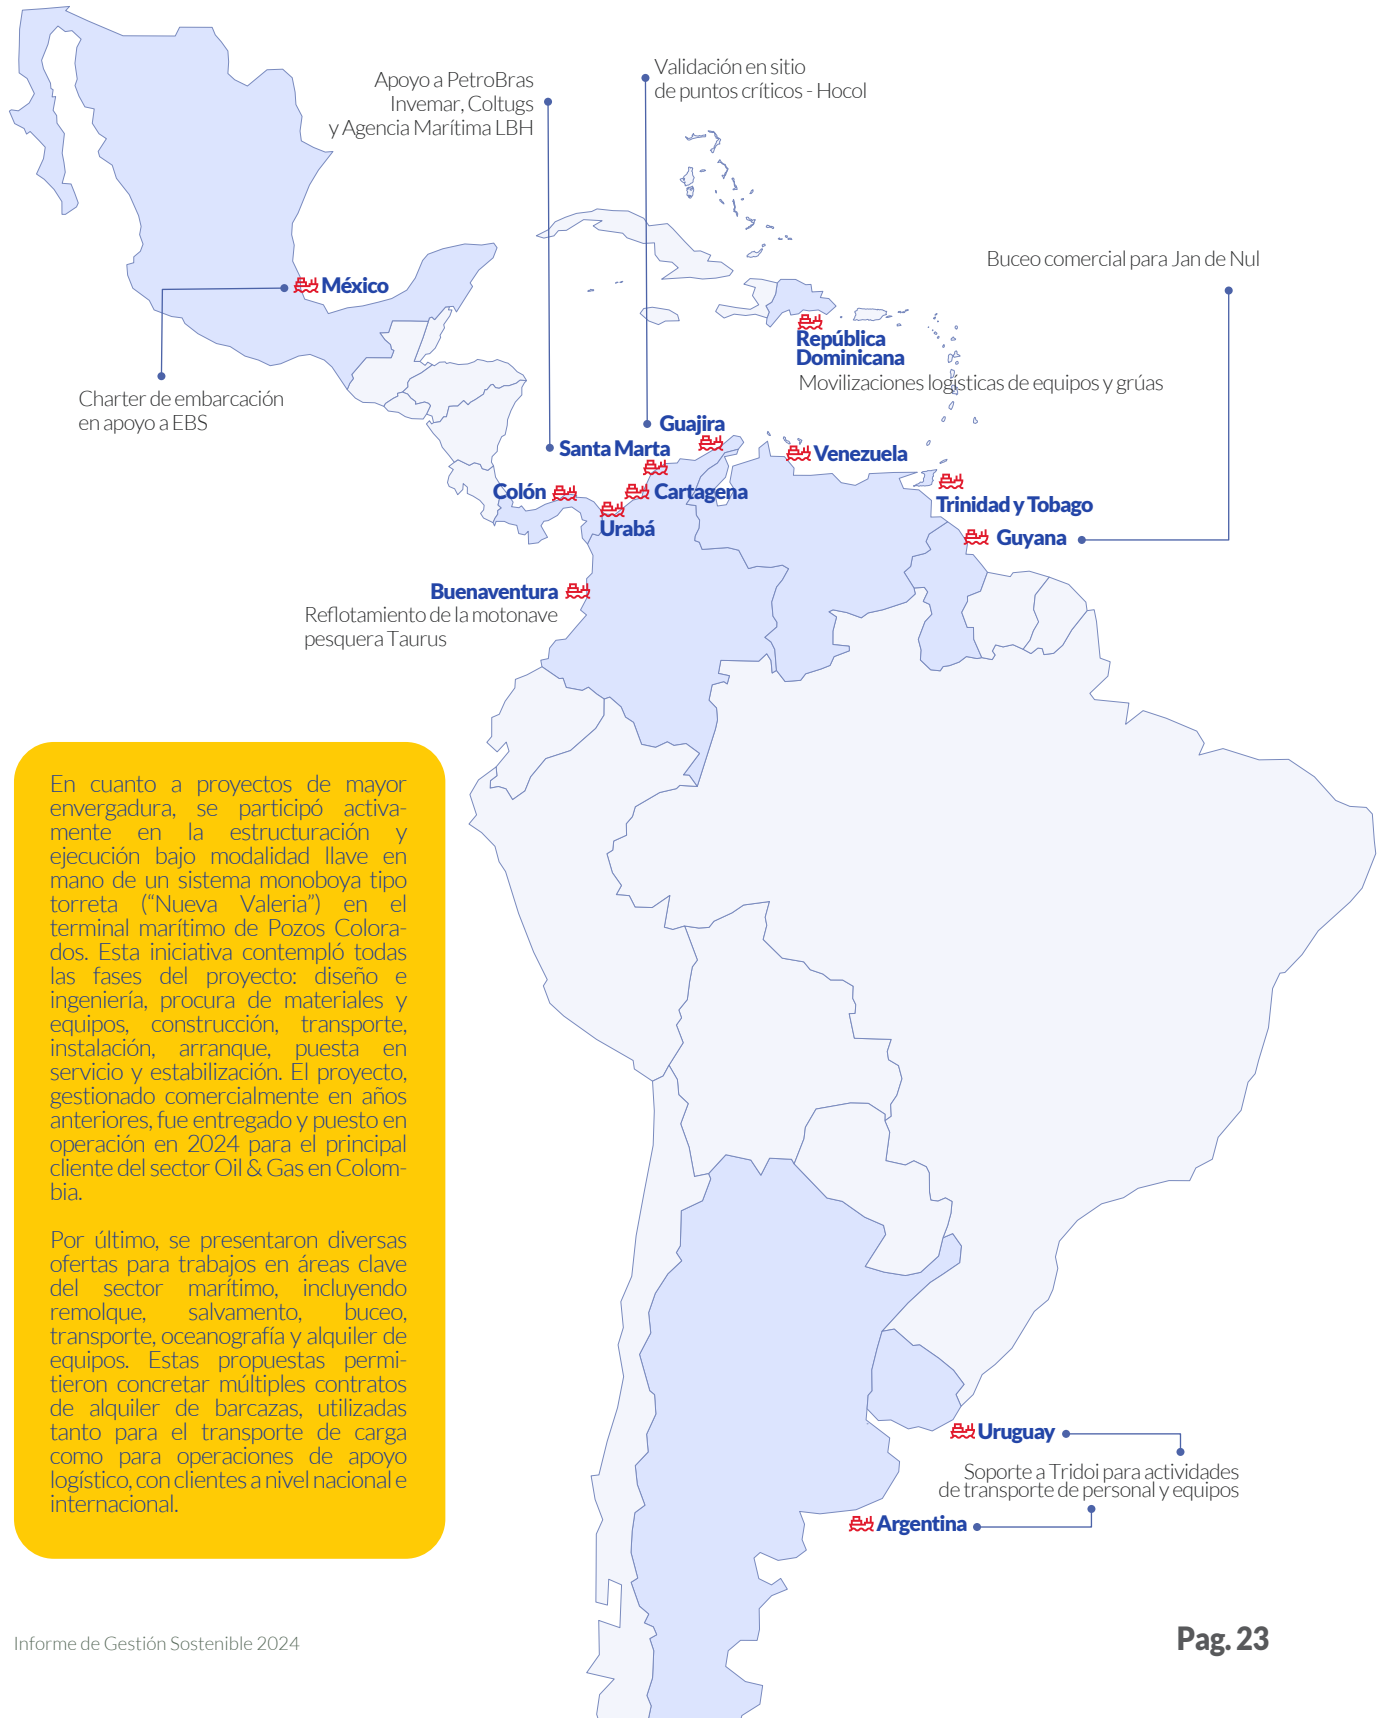 Apoyo a PetroBras
Invemar, Coltugs
y Agencia Marítima LBH
Validación en sitio
de puntos críticos - Hocol
Buceo comercial para Jan de Nul
México
Charter de embarcación
en apoyo a EBS
República
Dominicana
Movilizaciones logísticas de equipos y grúas
Guajira
Santa Marta
Venezuela
Colón
Cartagena
Trinidad y Tobago
Urabá
Guyana
Buenaventura
Reflotamiento de la motonave
pesquera Taurus
En cuanto a proyectos de mayor
envergadura, se participó activa-
mente en la estructuración y
ejecución bajo modalidad llave en
mano de un sistema monoboya tipo
torreta (“Nueva Valeria”) en el
terminal marítimo de Pozos Colora-
dos. Esta iniciativa contempló todas
las fases del proyecto: diseño e
ingeniería, procura de materiales y
equipos, construcción, transporte,
instalación, arranque, puesta en
servicio y estabilización. El proyecto,
gestionado comercialmente en años
anteriores, fue entregado y puesto en
operación en 2024 para el principal
cliente del sector Oil & Gas en Colom-
bia.
Por último, se presentaron diversas
ofertas para trabajos en áreas clave
del sector marítimo, incluyendo
remolque, salvamento, buceo,
transporte, oceanografía y alquiler de
equipos. Estas propuestas permi-
tieron concretar múltiples contratos
de alquiler de barcazas, utilizadas
tanto para el transporte de carga
como para operaciones de apoyo
logístico, con clientes a nivel nacional e
internacional.
Uruguay
Soporte a Tridoi para actividades
de transporte de personal y equipos
Argentina
Informe de Gestión Sostenible 2024
Pag. 23